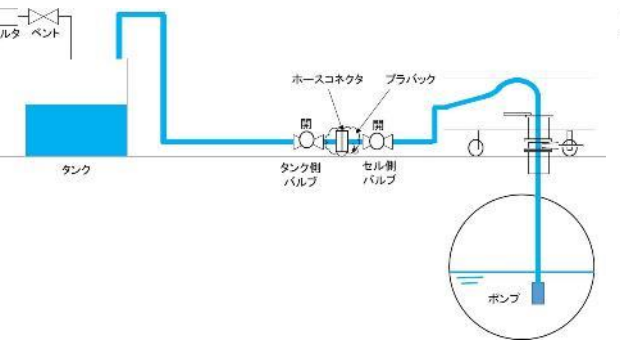 ルタ ベント
ホースコネクタ プラバック
開 開
タンク
タンク側
バルブ
セル側
バルブ
ポンプ